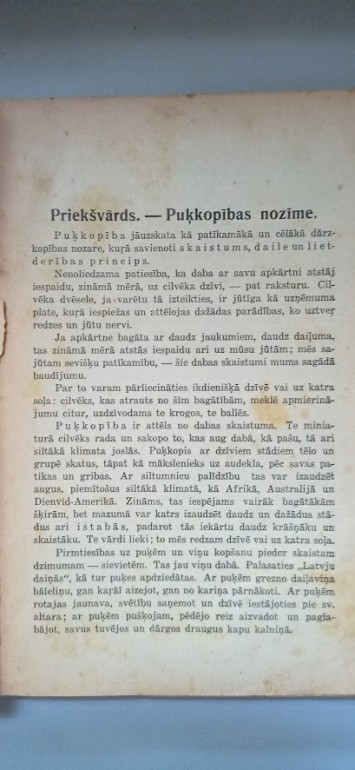 Priekšvārds. — Puķkopības nozīme.
Puķkopība jāuzskata kā patīkamākā un cēlākā dārz-
kopības nozare, kuŗā savienoti skaistums, daile un liet-
derības princips.
Nenoliedzama patiesība, ka daba ar savu apkārtni atstāj
iespaidu, zināmā mērā, uz cilvēka dzīvi, — pat raksturu. Cil-
vēka dvēsele, ja varētu tā izteikties, ir jūtīga kā uzņēmuma
plate, kuŗā iespiežas un attēlojas dažādas parādības, ko uztveŗ
redzes un jūtu nervi.
Ja apkārtne bagāta ar daudz jaukumiem, daudz daiļuma,
tas zināmā mērā atstās iespaidu arī uz mūsu jūtām; mēs sa-
jūtam sevišķu patīkamību, — šie dabas skaistumi mums sagādā
baudījumu.
Par to varam pārliecināties ikdienišķā dzīvē vai uz katra
soļa: cilvēks, kas atrauts no šīm bagātībām, meklē apmierinā-
jumu citur, uzdzīvodams te krogos, te ballēs.
Puķkopība ir attēls no dabas skaistuma. Te minia-
turā cilvēks rada un sakopo to, kas aug dabā, kā pašu, tā arī
siltākā klimata joslās. Puķkopis ar dzīviem stādiem tēlo un
grupē skatus, tāpat kā mākslenieks uz audekla, pēc savas pa-
tikas un gribas. Ar siltumnicu palīdzību tas var izaudzēt
augus, piemītošus siltākā klimatā, kā Afrikā, Australijā un
Dienvid-Amerikā. Zināms, tas iespējams vairāk bagātākām
šķirām, bet mazumā var katrs izaudzēt daudz un dažādus stā-
dus arī istabās, padarot tās iekārtu daudz krāšņāku un
skaistāku. Te vārdi lieki; to mēs redzam dzīvē vai uz katra soļa.
Pirmtiesības uz puķēm un viņu kopšanu pieder skaistam
dzimumam — sievietēm. Tas jau viņu dabā. Palasaties „Latvju
daiņās“, kā tur puķes apdziedātas. Ar puķēm grezno daiļaviņa
bāleliņu, gan kaŗāī aizejot, gan no kariņa pārnākot. Ar puķēm
rotajas jaunava, svētību saņemot un dzīvē iestājoties pie sv.
altara; ar puķēm pušķojam, pēdējo reiz aizvadot un pagla-
bājot, savus tuvējos un dārgos draugus kapu kalniņā.